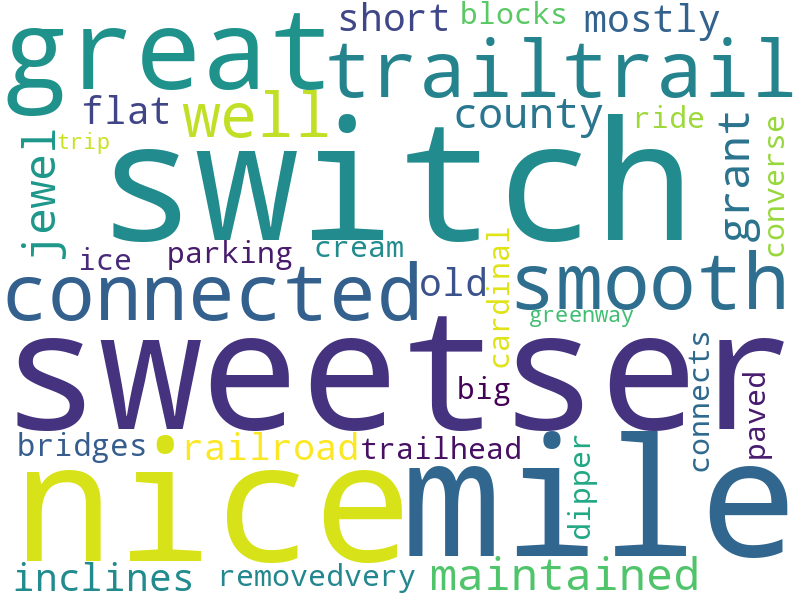 short
blocks
mostly
great
trailtrail
flat
well
county
ride
trip
jewel
switch
grant
converse
ice
parking
cream
connected
old
cardinal
smooth
greenway
sweetser
big
connects
paved
bridges
railroad
trailhead
nice
mile
dipper
inclines
removedvery
maintained